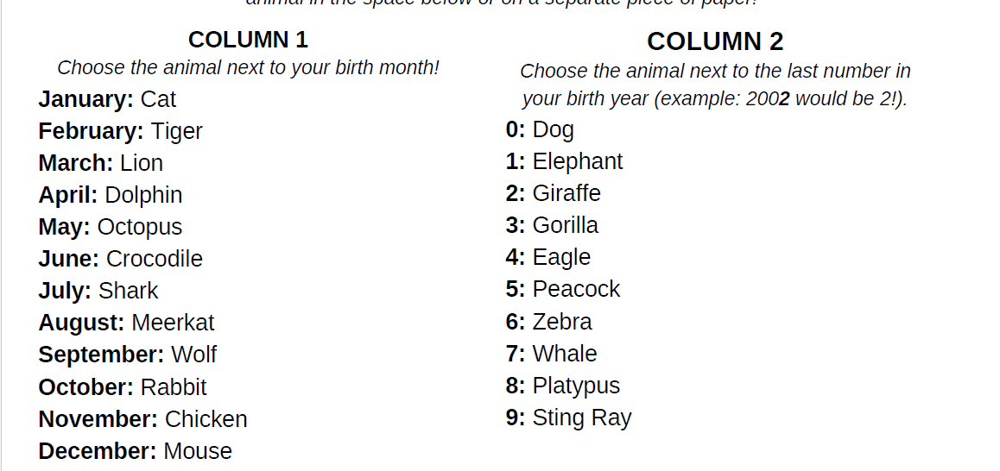 animal in the space below or on a separate piece of paper!
COLUMN 1
Choose the animal next to your birth month!
January: Cat
February: Tiger
March: Lion
April: Dolphin
May: Octopus
June: Crocodile
July: Shark
August: Meerkat
September: Wolf
October: Rabbit
November: Chicken
December: Mouse
COLUMN 2
Choose the animal next to the last number in
your birth year (example: 2002 would be 2!).
0: Dog
1: Elephant
2: Giraffe
3: Gorilla
4: Eagle
5: Peacock
6: Zebra
7: Whale
8: Platypus
9: Sting Ray